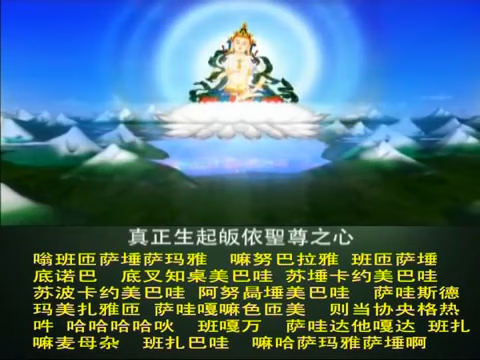 真正生起皈依聖尊之心
嗡班匝萨埵萨玛雅　嘛努巴拉雅 班匝萨埵
底诺巴　底叉知桌美巴哇　苏埵卡约美巴哇
苏波卡约美巴哇 阿努晑埵美巴哇　萨哇斯德
玛美扎雅匝 萨哇嘎嘛色匝美　则当协央格热
吽 哈哈哈哈哈吙　班嘎万　萨哇达他嘎达 班扎
嘛麦母杂　班扎巴哇　嘛哈萨玛雅萨埵啊